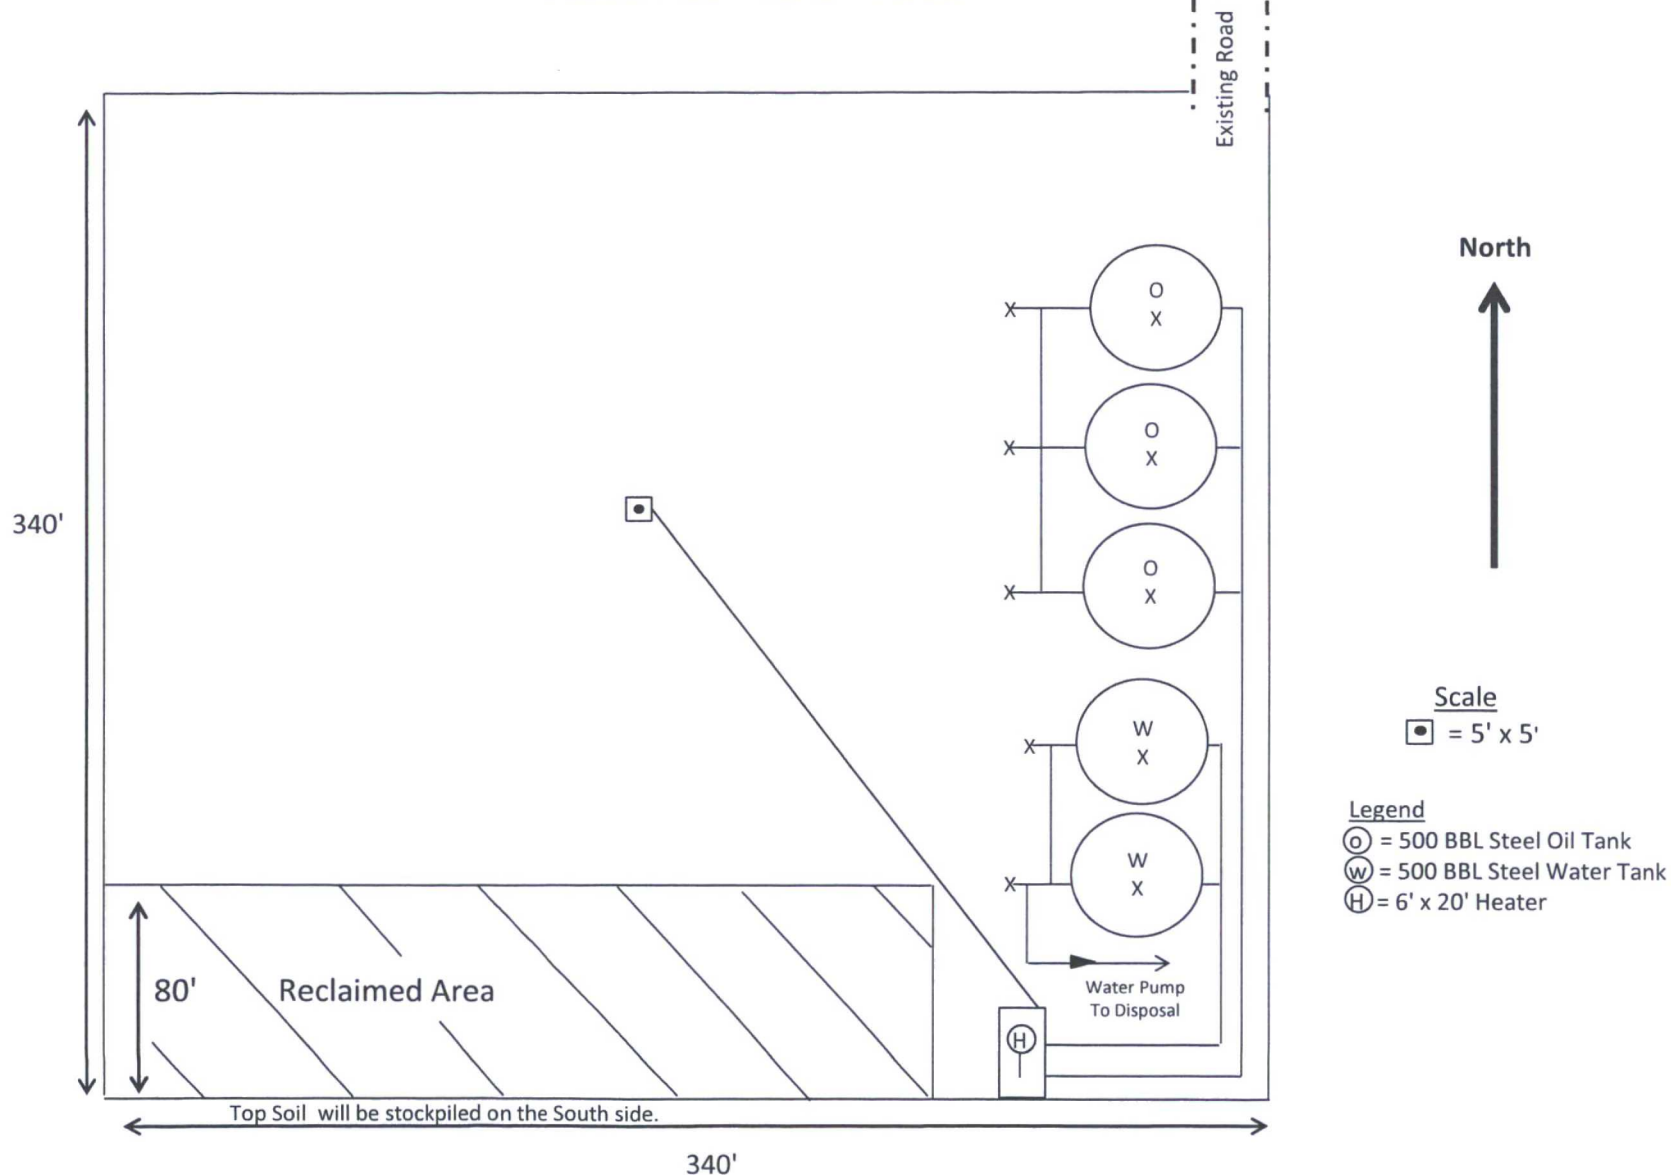 Existing Road
North
O
X
X
O
X
X
340'
O
X
X
Scale
= 5' x 5'
W
X
X
Legend
O = 500 BBL Steel Oil Tank
W = 500 BBL Steel Water Tank
H = 6' x 20' Heater
W
X
X
80'
Reclaimed Area
Water Pump
To Disposal
H
Top Soil will be stockpiled on the South side.
340'